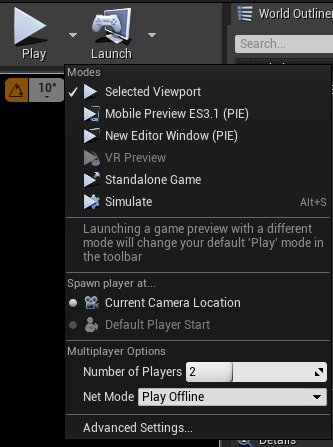 Play
Launch
World Outline
Search...
10°
Modes
Selected Viewport
Mobile Preview ES3.1 (PIE)
New Editor Window (PIE)
VR Preview
Standalone Game
Simulate Alt+S
Launching a game preview with a different
mode will change your default 'Play' mode in
the toolbar
Spawn player at...
Current Camera Location
Default Player Start
Multiplayer Options
Number of Players 2
Net Mode Play Offline
Advanced Settings...
Details